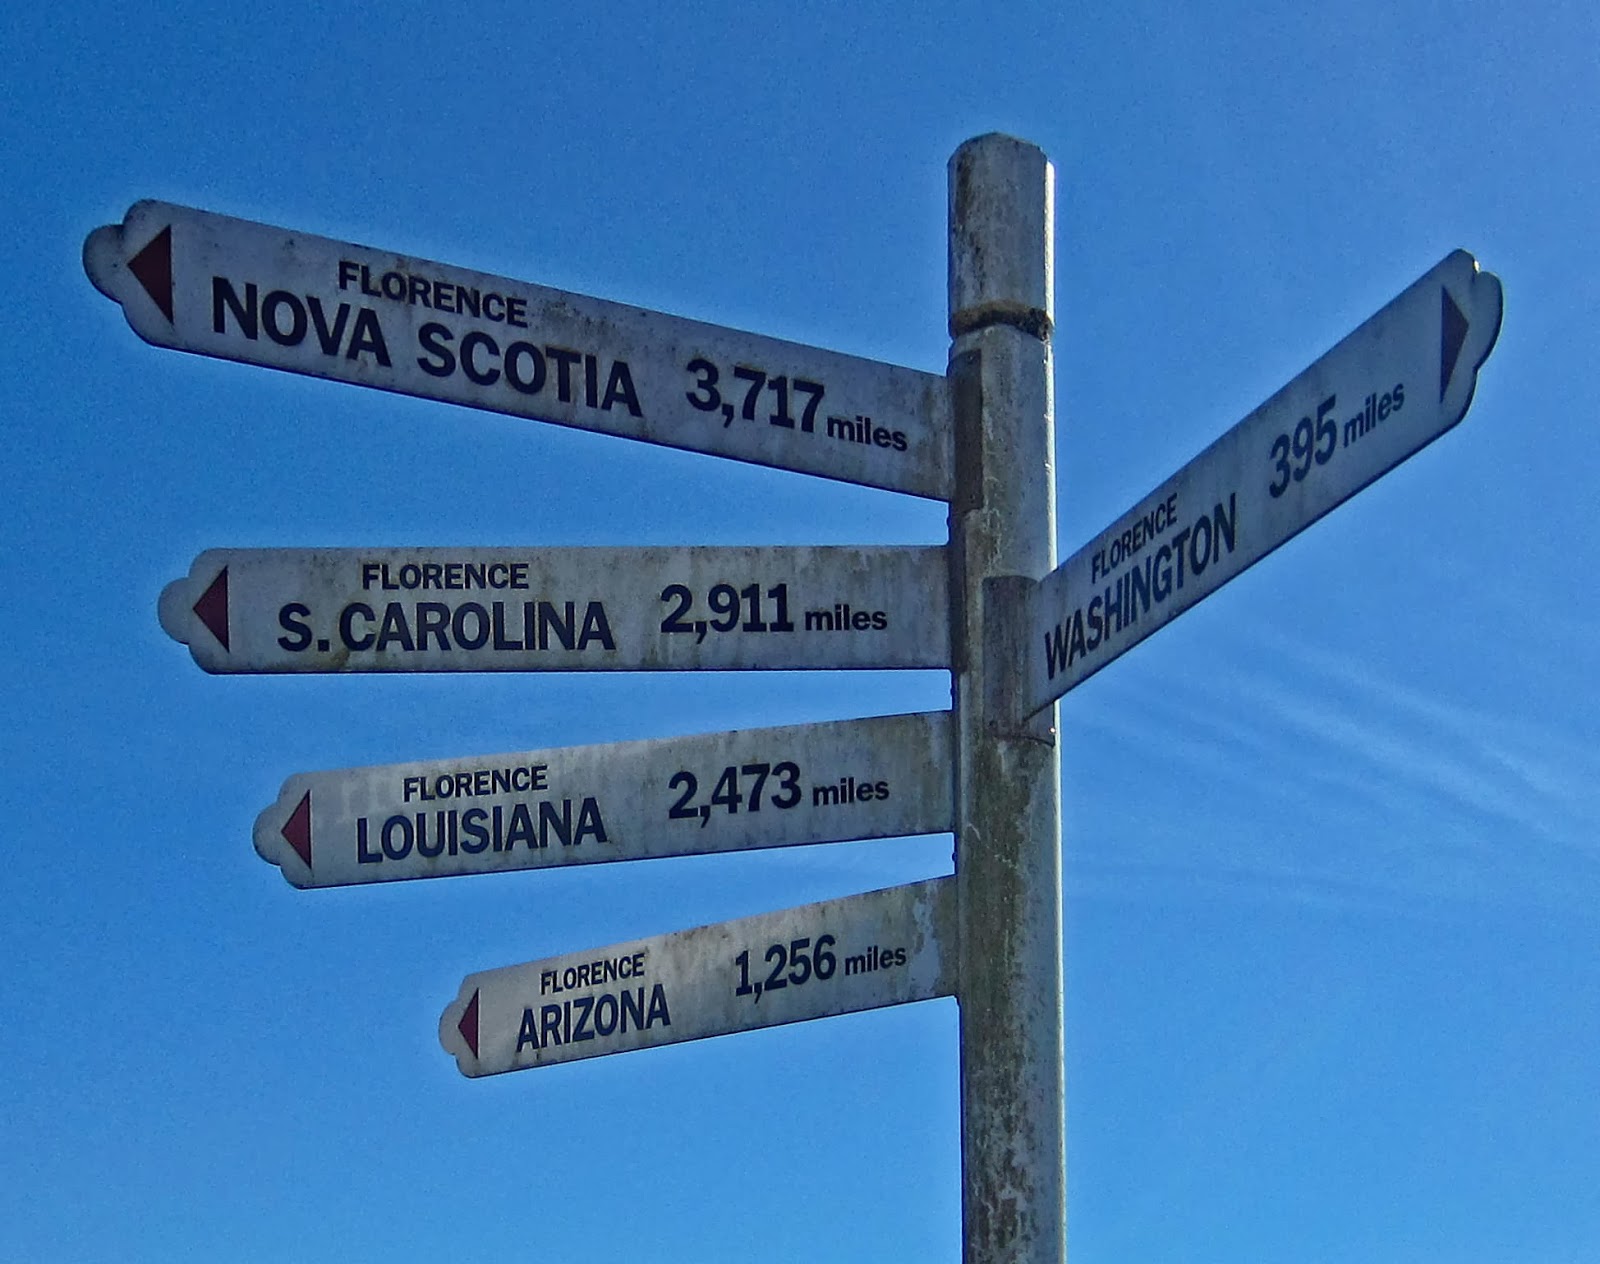 FLORENCE
NOVA SCOTIA 3,717 miles
FLORENCE
WASHINGTON 395 miles
FLORENCE
S. CAROLINA 2,911 miles
FLORENCE
LOUISIANA 2,473 miles
FLORENCE
ARIZONA 1,256 miles